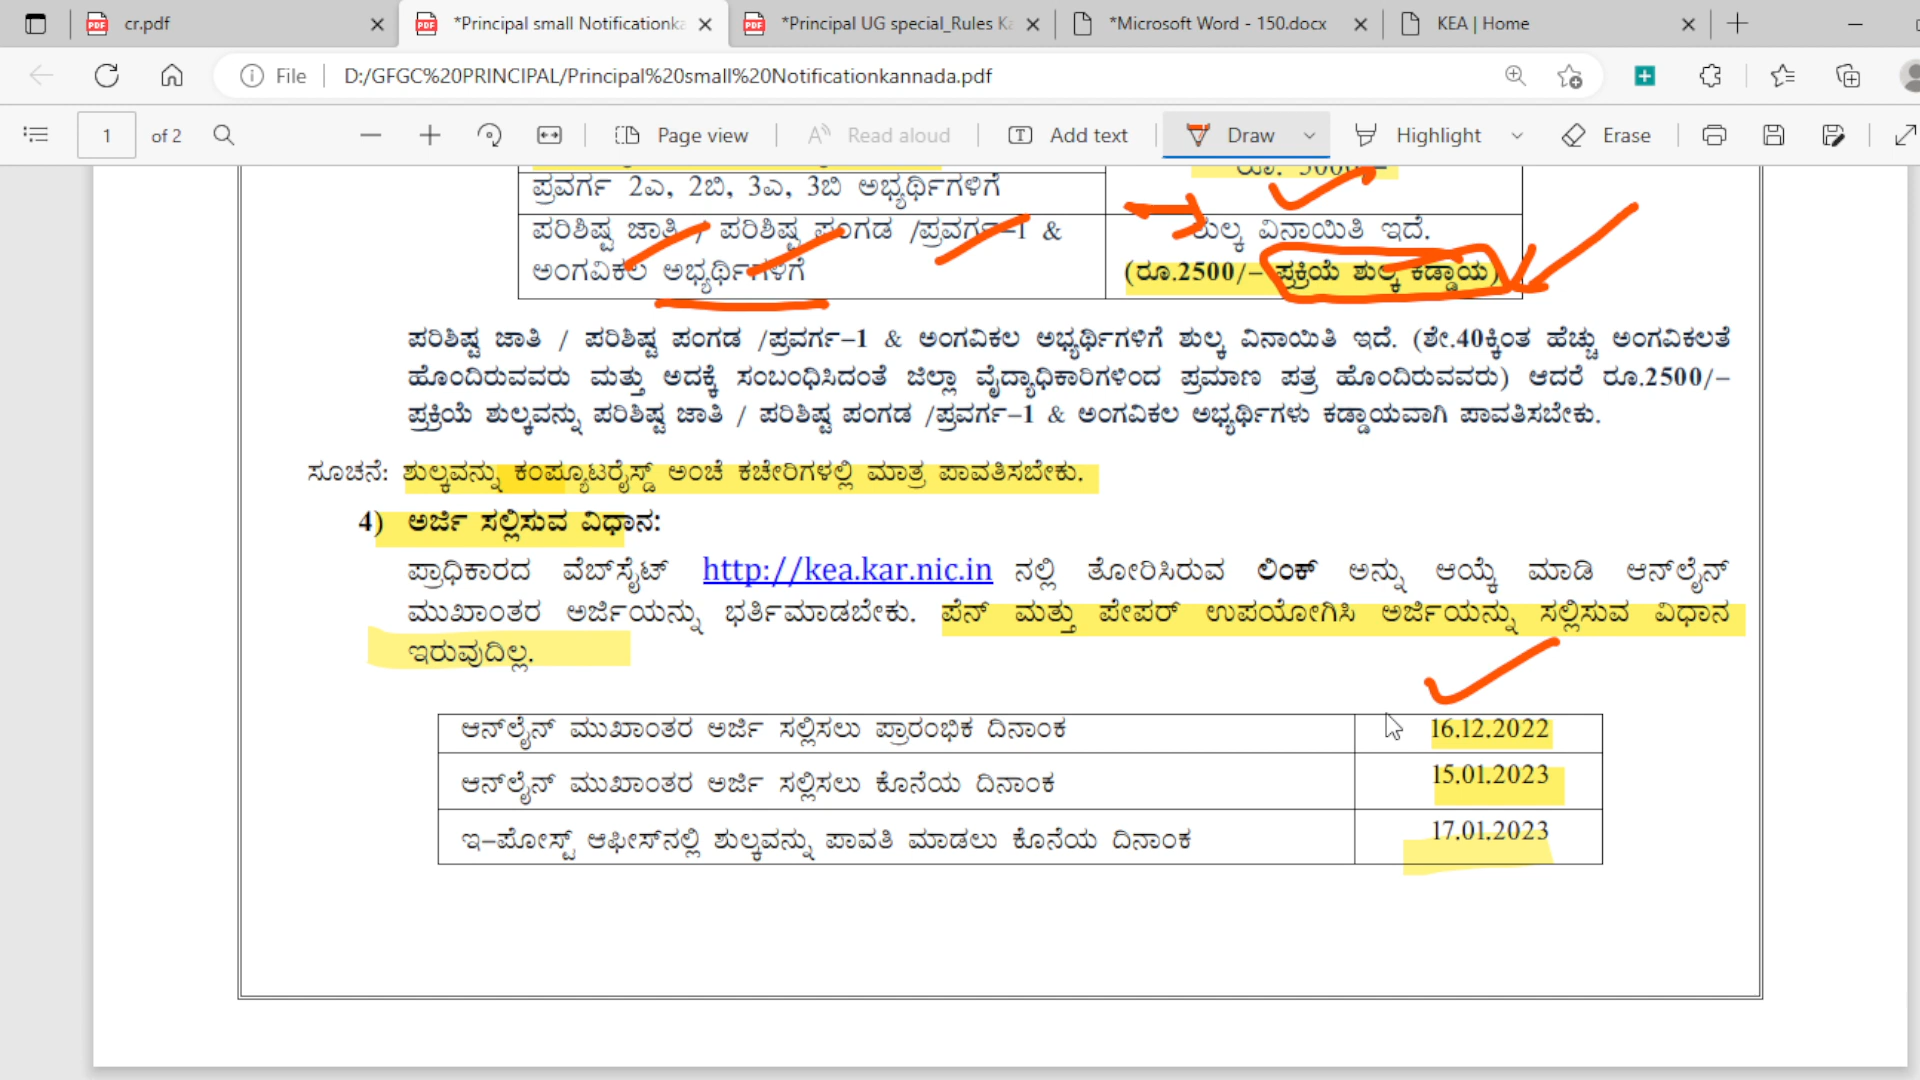 cr.pdf
*Principal small Notificationka
*Principal UG special_Rules Ka
*Microsoft Word - 150.docx
KEA | Home
File
D:/GFGC%20PRINCIPAL/Principal%20small%20Notificationkannada.pdf
1 of 2
Page view
Read aloud
Add text
Draw
Highlight
Erase
ಪ್ರವರ್ಗ 2ಎ, 2ಬಿ, 3ಎ, 3ಬಿ ಅಭ್ಯರ್ಥಿಗಳಿಗೆ
ರೂ. 5000/–
ಪರಿಶಿಷ್ಟ ಜಾತಿ / ಪರಿಶಿಷ್ಟ ಪಂಗಡ /ಪ್ರವರ್ಗ–1 &
ಅಂಗವಿಕಲ ಅಭ್ಯರ್ಥಿಗಳಿಗೆ
ಶುಲ್ಕ ವಿನಾಯಿತಿ ಇದೆ.
(ರೂ.2500/– ಪ್ರಕ್ರಿಯೆ ಶುಲ್ಕ ಕಡ್ಡಾಯ)
ಪರಿಶಿಷ್ಟ ಜಾತಿ / ಪರಿಶಿಷ್ಟ ಪಂಗಡ /ಪ್ರವರ್ಗ–1 & ಅಂಗವಿಕಲ ಅಭ್ಯರ್ಥಿಗಳಿಗೆ ಶುಲ್ಕ ವಿನಾಯಿತಿ ಇದೆ. (ಶೇ.40ಕ್ಕಿಂತ ಹೆಚ್ಚು ಅಂಗವಿಕಲತೆ
ಹೊಂದಿರುವವರು ಮತ್ತು ಅದಕ್ಕೆ ಸಂಬಂಧಿಸಿದಂತೆ ಜಿಲ್ಲಾ ವೈದ್ಯಾಧಿಕಾರಿಗಳಿಂದ ಪ್ರಮಾಣ ಪತ್ರ ಹೊಂದಿರುವವರು) ಆದರೆ ರೂ.2500/–
ಪ್ರಕ್ರಿಯೆ ಶುಲ್ಕವನ್ನು ಪರಿಶಿಷ್ಟ ಜಾತಿ / ಪರಿಶಿಷ್ಟ ಪಂಗಡ /ಪ್ರವರ್ಗ–1 & ಅಂಗವಿಕಲ ಅಭ್ಯರ್ಥಿಗಳು ಕಡ್ಡಾಯವಾಗಿ ಪಾವತಿಸಬೇಕು.
ಸೂಚನೆ: ಶುಲ್ಕವನ್ನು ಕಂಪ್ಯೂಟರೈಸ್ಡ್ ಅಂಚೆ ಕಚೇರಿಗಳಲ್ಲಿ ಮಾತ್ರ ಪಾವತಿಸಬೇಕು.
4) ಅರ್ಜಿ ಸಲ್ಲಿಸುವ ವಿಧಾನ:
ಪ್ರಾಧಿಕಾರದ ವೆಬ್‌ಸೈಟ್ http://kea.kar.nic.in ನಲ್ಲಿ ತೋರಿಸಿರುವ ಲಿಂಕ್ ಅನ್ನು ಆಯ್ಕೆ ಮಾಡಿ ಆನ್‌ಲೈನ್
ಮುಖಾಂತರ ಅರ್ಜಿಯನ್ನು ಭರ್ತಿಮಾಡಬೇಕು. ಪೆನ್ ಮತ್ತು ಪೇಪರ್ ಉಪಯೋಗಿಸಿ ಅರ್ಜಿಯನ್ನು ಸಲ್ಲಿಸುವ ವಿಧಾನ
ಇರುವುದಿಲ್ಲ.
ಆನ್‌ಲೈನ್ ಮುಖಾಂತರ ಅರ್ಜಿ ಸಲ್ಲಿಸಲು ಪ್ರಾರಂಭಿಕ ದಿನಾಂಕ 16.12.2022
ಆನ್‌ಲೈನ್ ಮುಖಾಂತರ ಅರ್ಜಿ ಸಲ್ಲಿಸಲು ಕೊನೆಯ ದಿನಾಂಕ 15.01.2023
ಇ–ಪೋಸ್ಟ್ ಆಫೀಸ್‌ನಲ್ಲಿ ಶುಲ್ಕವನ್ನು ಪಾವತಿ ಮಾಡಲು ಕೊನೆಯ ದಿನಾಂಕ 17.01.2023